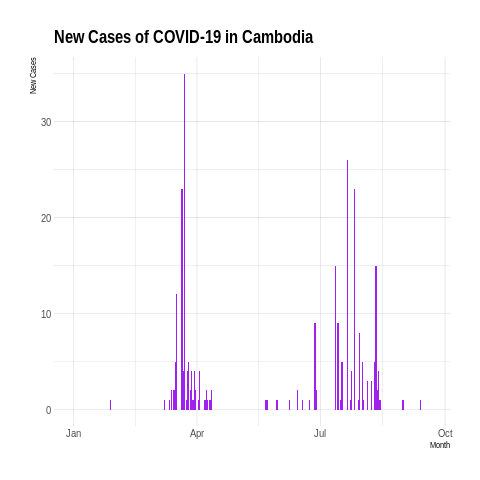 New Cases of COVID-19 in Cambodia
New Cases
30
20
10
0
Jan Apr Jul Oct
Month